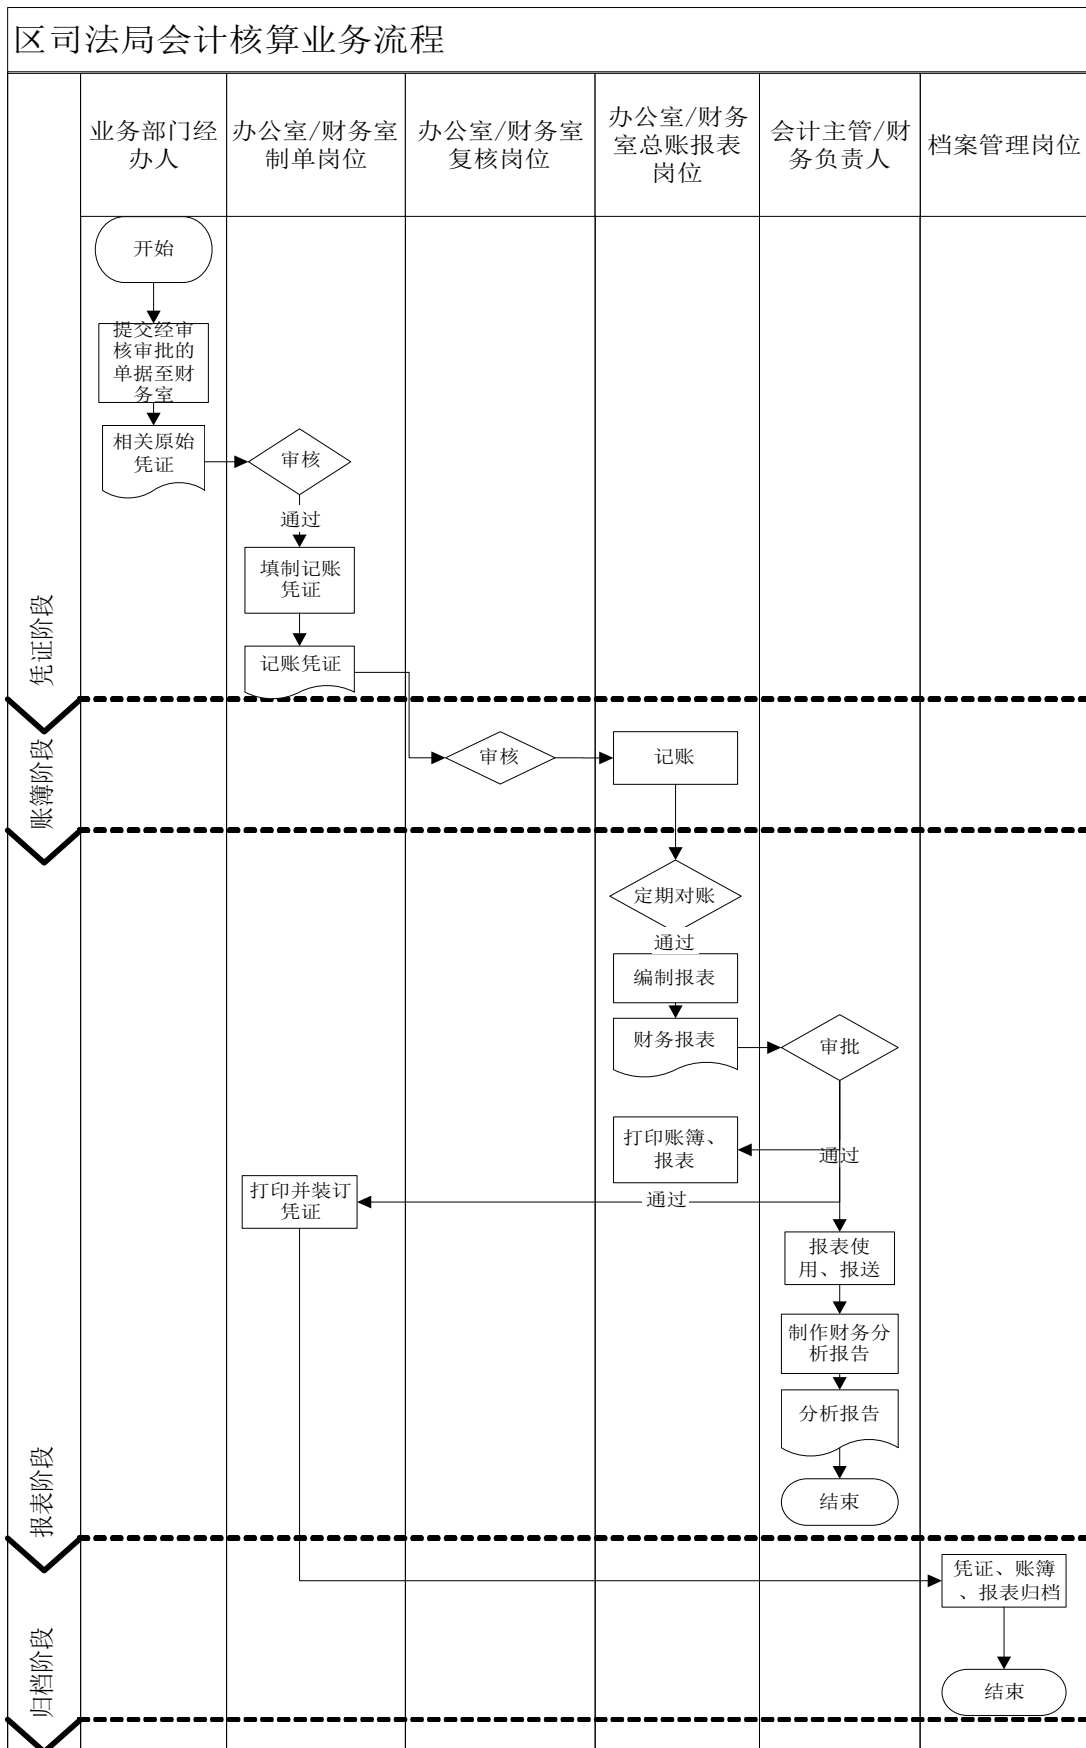 区司法局会计核算业务流程
业务部门经
办人
办公室/财务室
制单岗位
办公室/财务室
复核岗位
办公室/财务
室总账报表
岗位
会计主管/财
务负责人
档案管理岗位
开始
提交经审
核审批的
单据至财
务室
相关原始
凭证
审核
通过
填制记账
凭证
记账凭证
凭证阶段
审核
记账
账簿阶段
定期对账
通过
编制报表
财务报表
审批
打印账簿、
报表
通过
打印并装订
凭证
通过
报表使
用、报送
制作财务分
析报告
分析报告
结束
报表阶段
凭证、账簿
、报表归档
结束
归档阶段